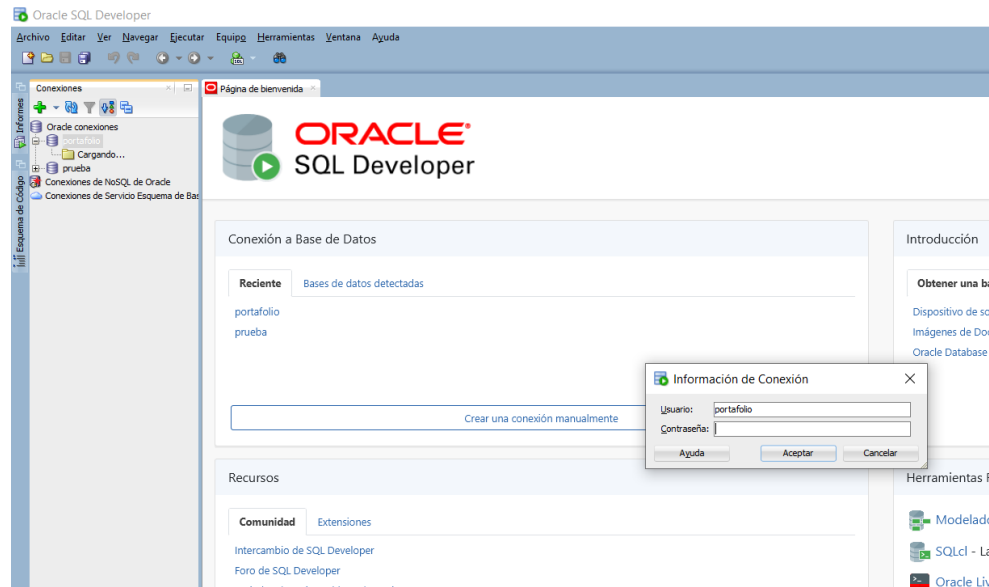 Oracle SQL Developer
Archivo Editar Ver Navegar Ejecutar Equipo Herramientas Ventana Ayuda
Conexiones
Página de bienvenida
Informes
Esquema de Código
Oracle conexiones
portafolio
Cargando...
prueba
Conexiones de NoSQL de Oracle
Conexiones de Servicio Esquema de Bas
ORACLE
SQL Developer
Conexión a Base de Datos
Reciente Bases de datos detectadas
portafolio
prueba
Crear una conexión manualmente
Introducción
Obtener una ba
Dispositivo de so
Imágenes de Do
Oracle Database
Información de Conexión
Usuario: portafolio
Contraseña:
Ayuda Aceptar Cancelar
Recursos
Comunidad Extensiones
Intercambio de SQL Developer
Foro de SQL Developer
Herramientas
Modelado
SQLcl - La
Oracle Liv